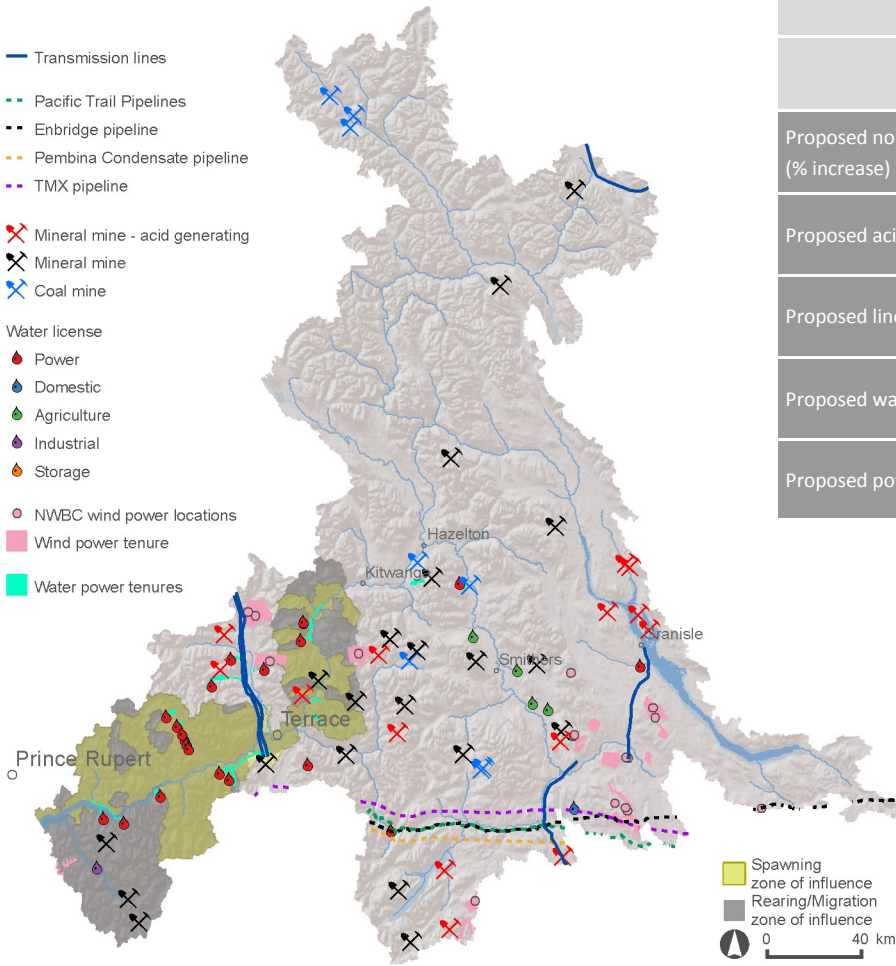 Transmission lines
Pacific Trail Pipelines
Enbridge pipeline
Pembina Condensate pipeline
TMX pipeline
Mineral mine - acid generating
Mineral mine
Coal mine
Water license
Power
Domestic
Agriculture
Industrial
Storage
NWBC wind power locations
Wind power tenure
Water power tenures
Hazelton
Kitwanga
Granisle
Smithers
Terrace
Prince Rupert
Spawning
zone of influence
Rearing/Migration
zone of influence
0 40 km
Proposed no
(% increase)
Proposed acid
Proposed line
Proposed wa
Proposed po